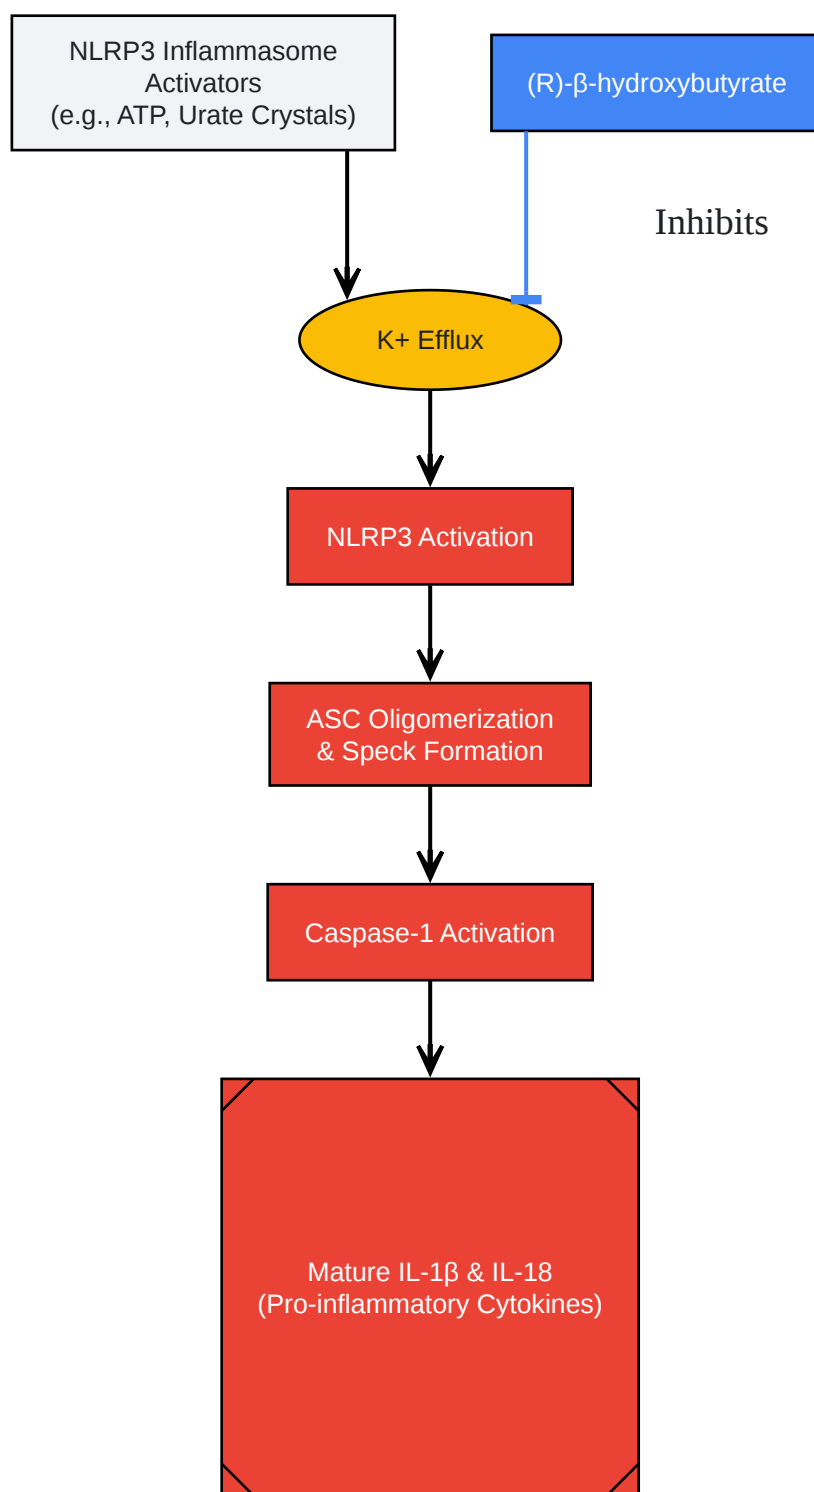 NLRP3 Inflammasome
Activators
(e.g., ATP, Urate Crystals)
(R)-β-hydroxybutyrate
Inhibits
K+ Efflux
NLRP3 Activation
ASC Oligomerization
& Speck Formation
Caspase-1 Activation
Mature IL-1β & IL-18
(Pro-inflammatory Cytokines)